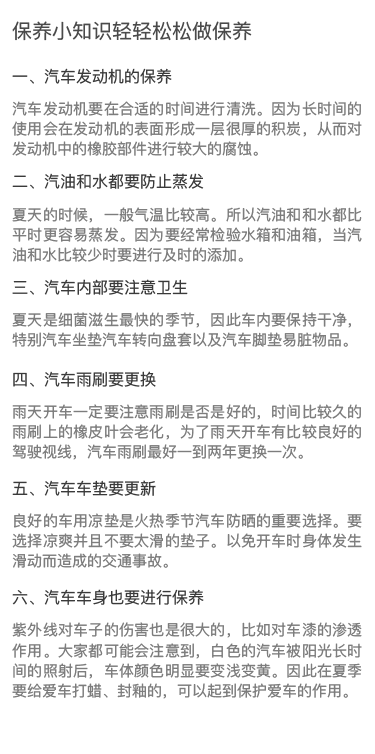 保养小知识轻轻松松做保养
一、汽车发动机的保养
汽车发动机要在合适的时间进行清洗。因为长时间的
使用会在发动机的表面形成一层很厚的积炭，从而对
发动机中的橡胶部件进行较大的腐蚀。
二、汽油和水都要防止蒸发
夏天的时候，一般气温比较高。所以汽油和和水都比
平时更容易蒸发。因为要经常检验水箱和油箱，当汽
油和水比较少时要进行及时的添加。
三、汽车内部要注意卫生
夏天是细菌滋生最快的季节，因此车内要保持干净，
特别汽车坐垫汽车转向盘套以及汽车脚垫易脏物品。
四、汽车雨刷要更换
雨天开车一定要注意雨刷是否是好的，时间比较久的
雨刷上的橡皮叶会老化，为了雨天开车有比较良好的
驾驶视线，汽车雨刷最好一到两年更换一次。
五、汽车车垫要更新
良好的车用凉垫是火热季节汽车防晒的重要选择。要
选择凉爽并且不要太滑的垫子。以免开车时身体发生
滑动而造成的交通事故。
六、汽车车身也要进行保养
紫外线对车子的伤害也是很大的，比如对车漆的渗透
作用。大家都可能会注意到，白色的汽车被阳光长时
间的照射后，车体颜色明显要变浅变黄。因此在夏季
要给爱车打蜡、封釉的，可以起到保护爱车的作用。